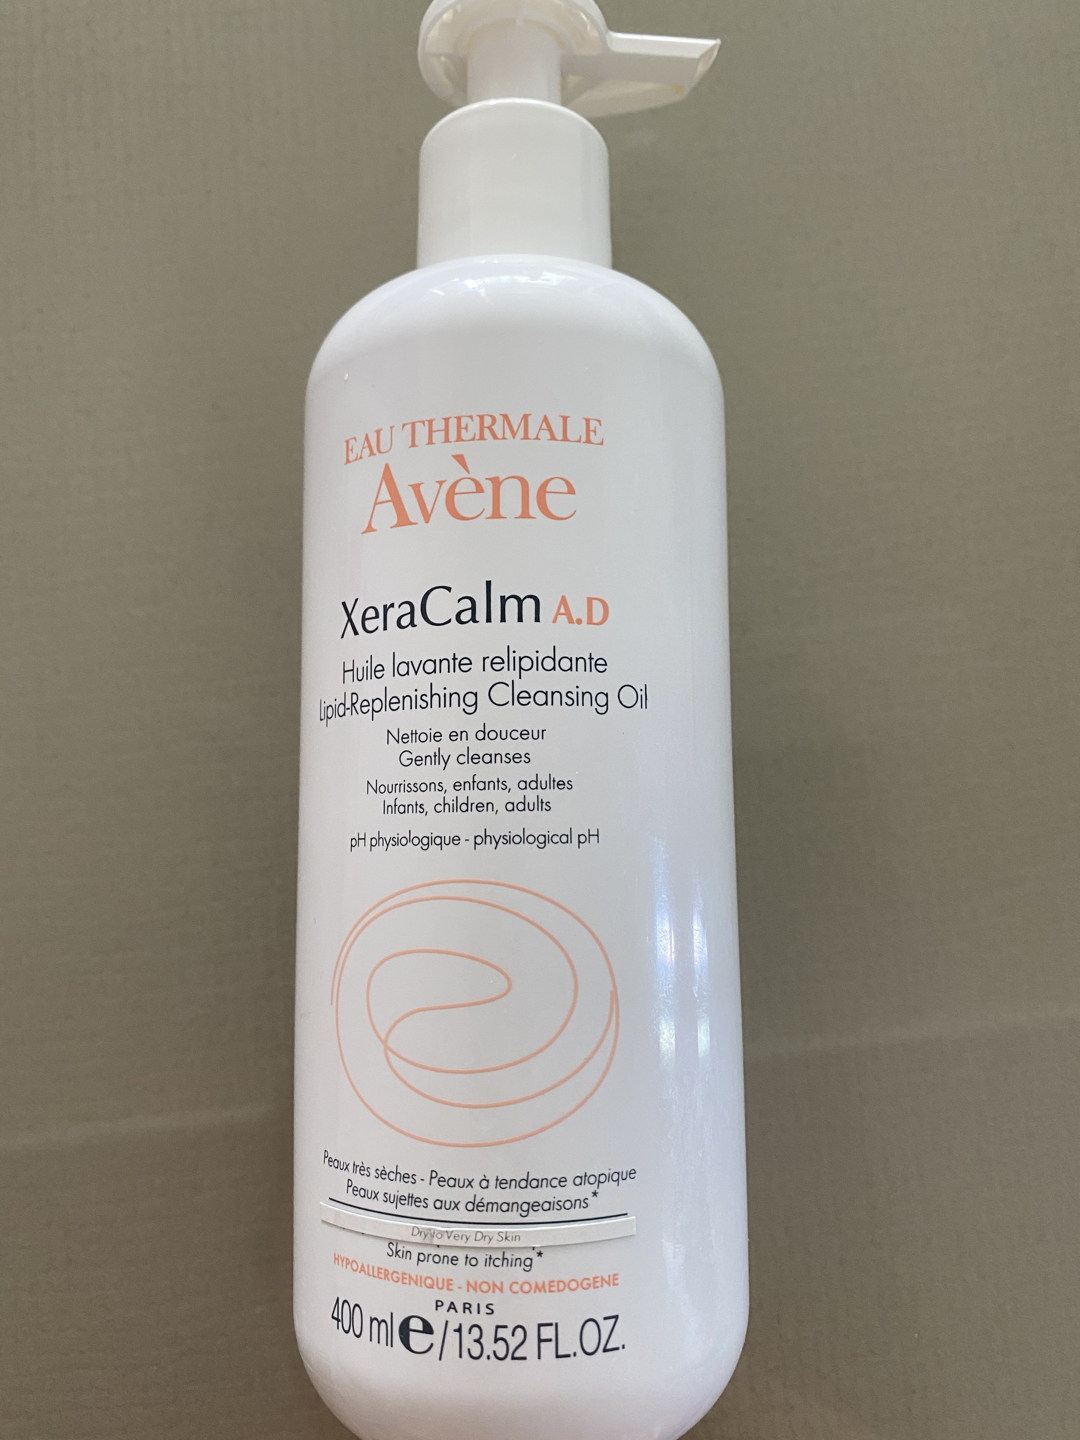 EAU THERMALE
Avène
XeraCalm A.D
Huile lavante relipidante
Lipid-Replenishing Cleansing Oil
Nettoie en douceur
Gently cleanses
Nourrissons, enfants, adultes
Infants, children, adults
pH physiologique - physiological pH
Peaux très sèches - Peaux à tendance atopique
Peaux sujettes aux démangeaisons*
Dry to Very Dry Skin
Skin prone to itching*
HYPOALLERGENIQUE - NON COMEDOGENE
PARIS
400 ml e/13.52 FL.OZ.